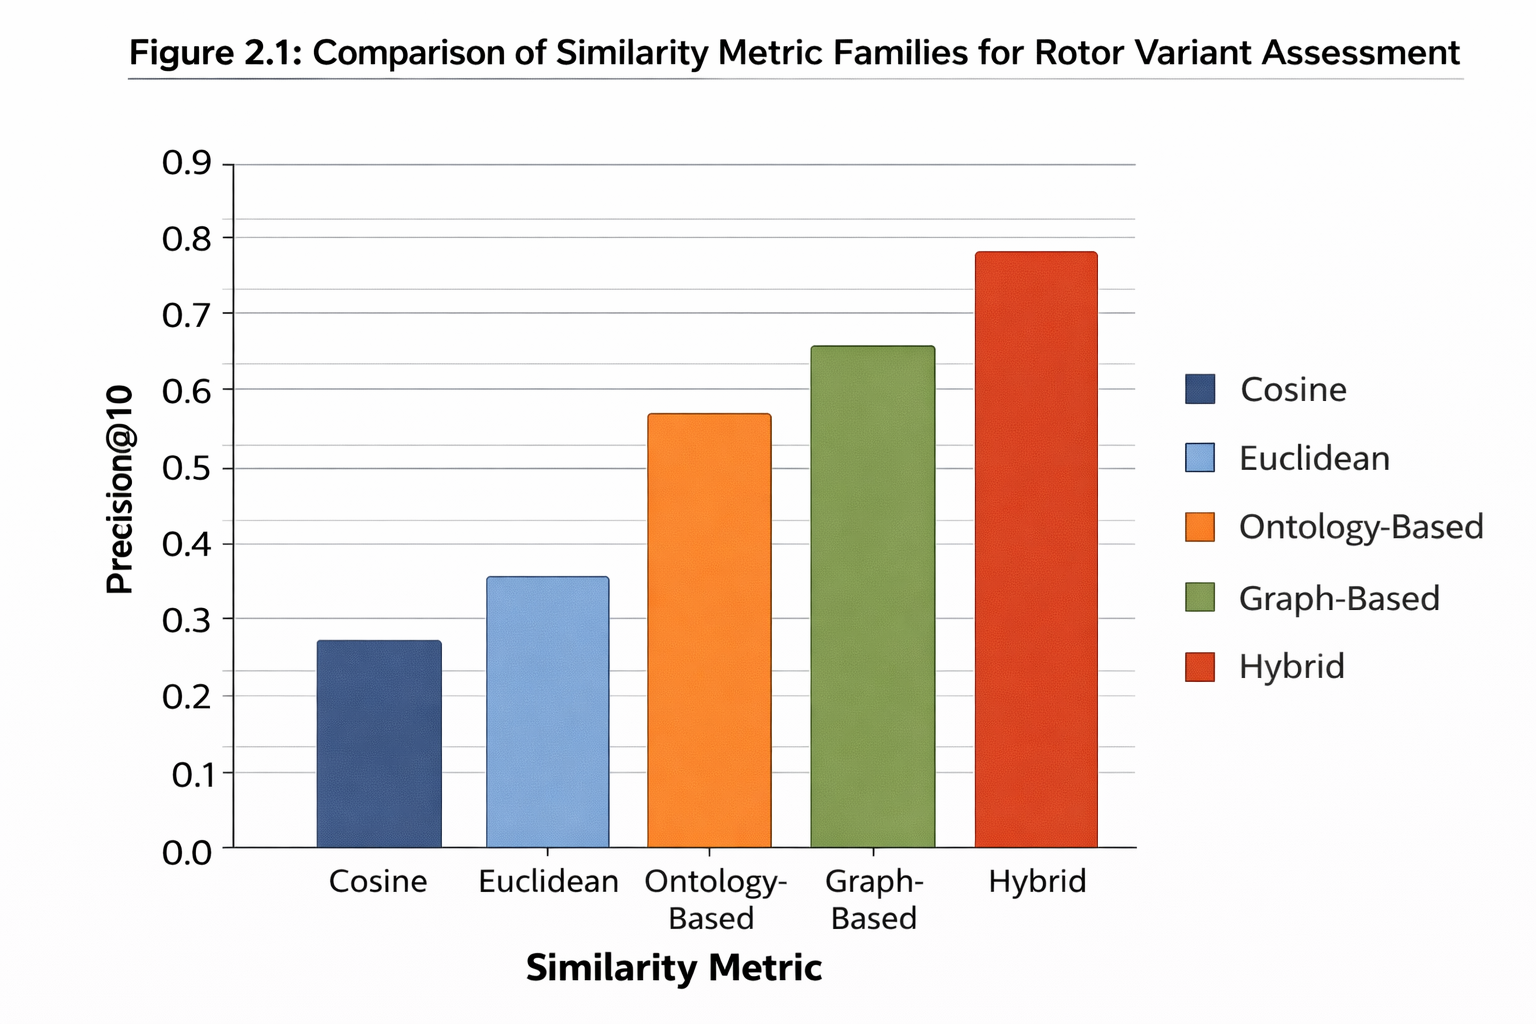 Figure 2.1: Comparison of Similarity Metric Families for Rotor Variant Assessment
0.9
0.8
0.7
0.6
0.5
0.4
0.3
0.2
0.1
0.0
Precision@10
Cosine
Euclidean
Ontology-
Based
Graph-
Based
Hybrid
Similarity Metric
Cosine
Euclidean
Ontology-Based
Graph-Based
Hybrid